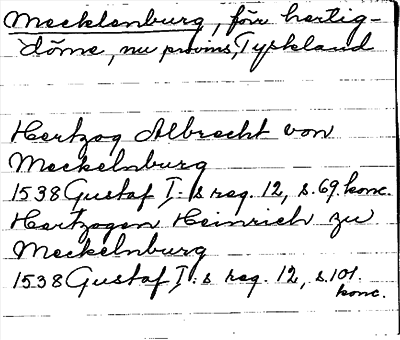 Mecklenburg, förr hertig-
döme, nu provins, Tyskland
Hertzog Albrecht von
Meckelnburg
1538 Gustaf I:s reg. 12, s. 69. konc.
Hertzogen Heinrich zu
Meckelnburg
1538 Gustaf I:s reg. 12, s. 101.
konc.